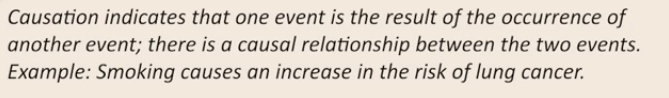 Causation indicates that one event is the result of the occurrence of
another event; there is a causal relationship between the two events.
Example: Smoking causes an increase in the risk of lung cancer.